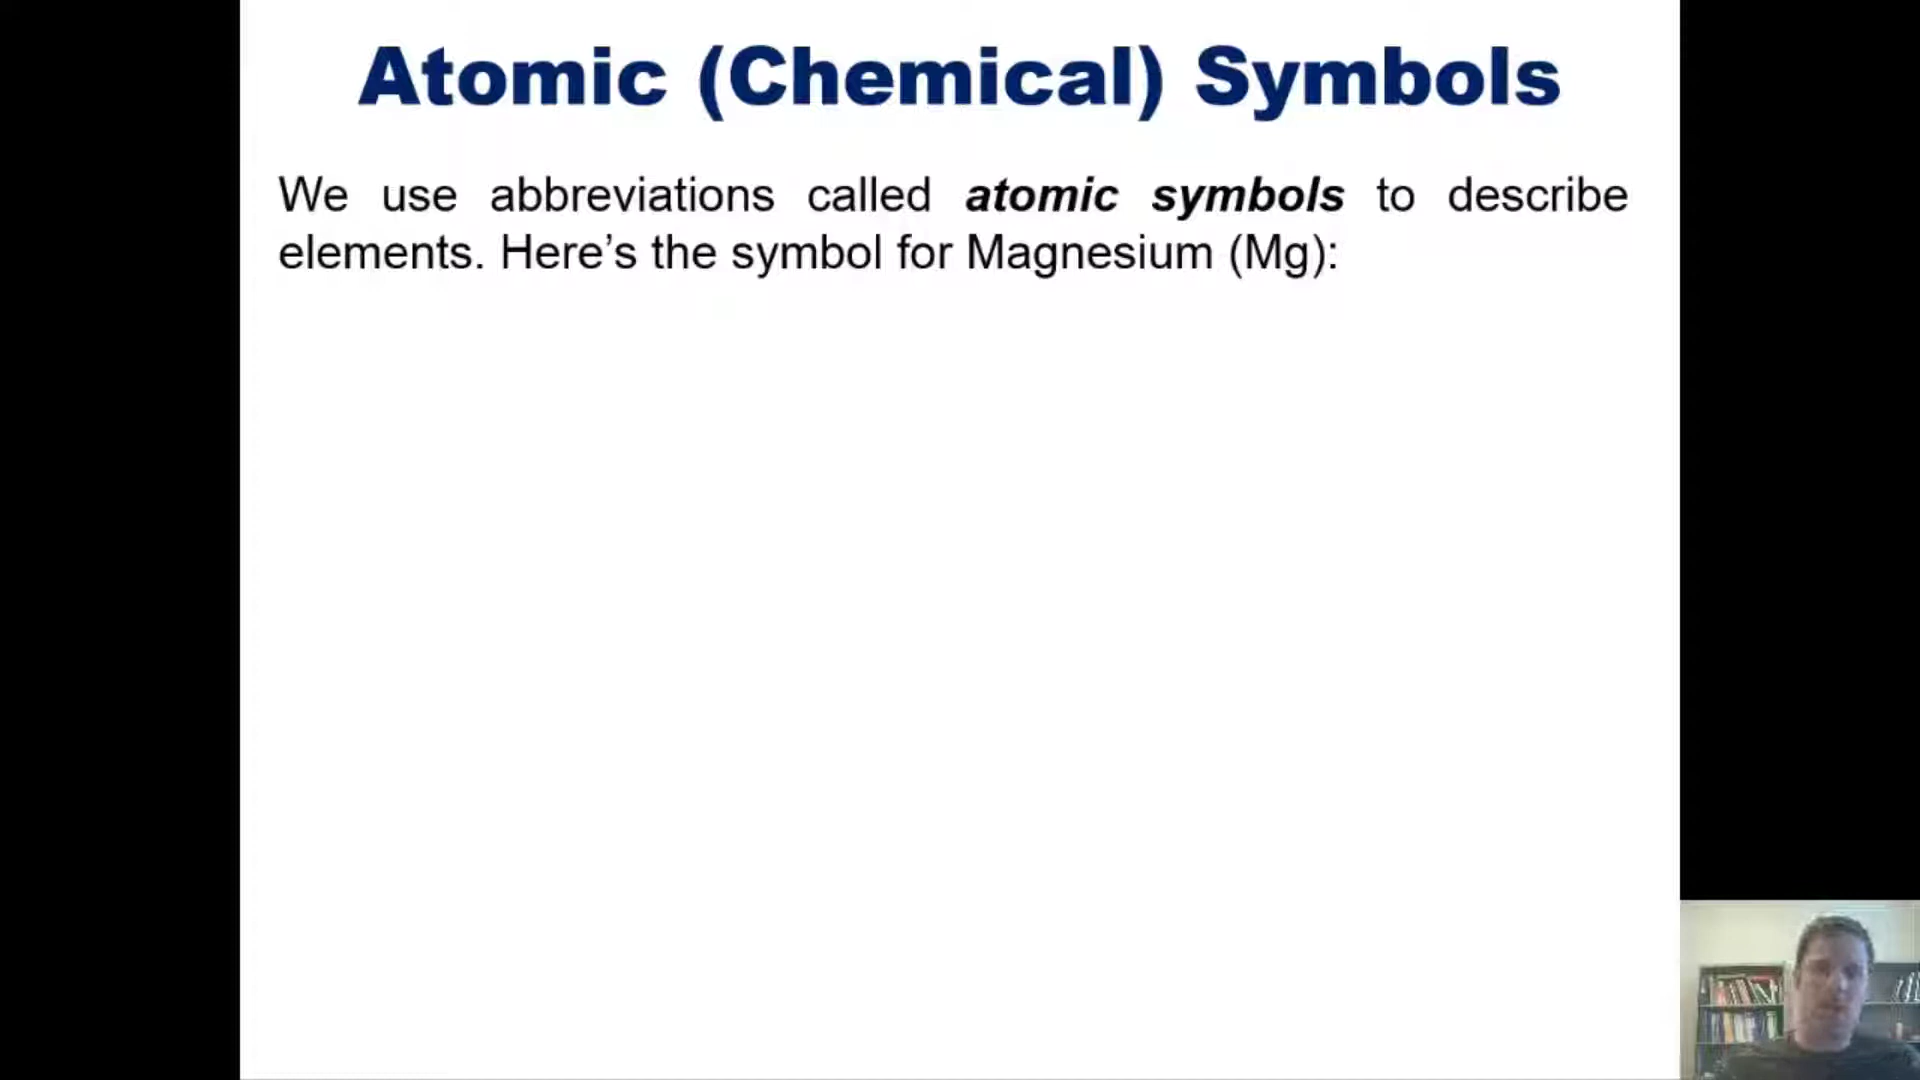 Atomic (Chemical) Symbols
We use abbreviations called atomic symbols to describe
elements. Here’s the symbol for Magnesium (Mg):